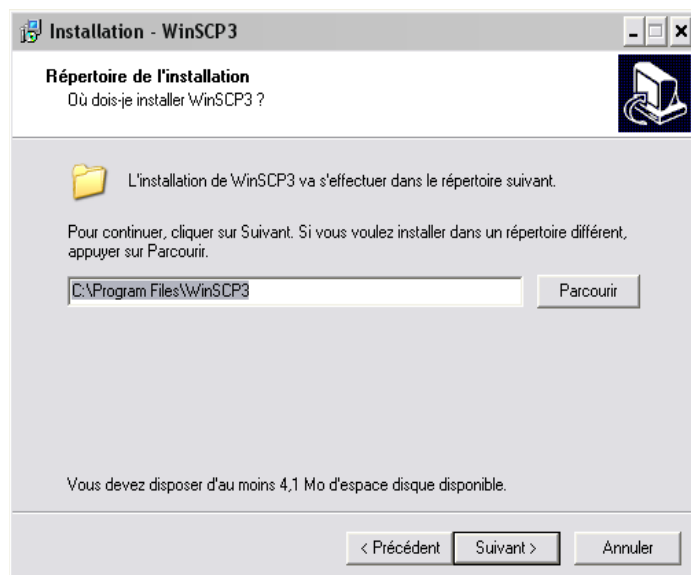 Installation - WinSCP3
Répertoire de l'installation
Où dois-je installer WinSCP3 ?
L'installation de WinSCP3 va s'effectuer dans le répertoire suivant.
Pour continuer, cliquer sur Suivant. Si vous voulez installer dans un répertoire différent,
appuyer sur Parcourir.
C:\Program Files\WinSCP3
Parcourir
Vous devez disposer d'au moins 4,1 Mo d'espace disque disponible.
< Précédent
Suivant >
Annuler